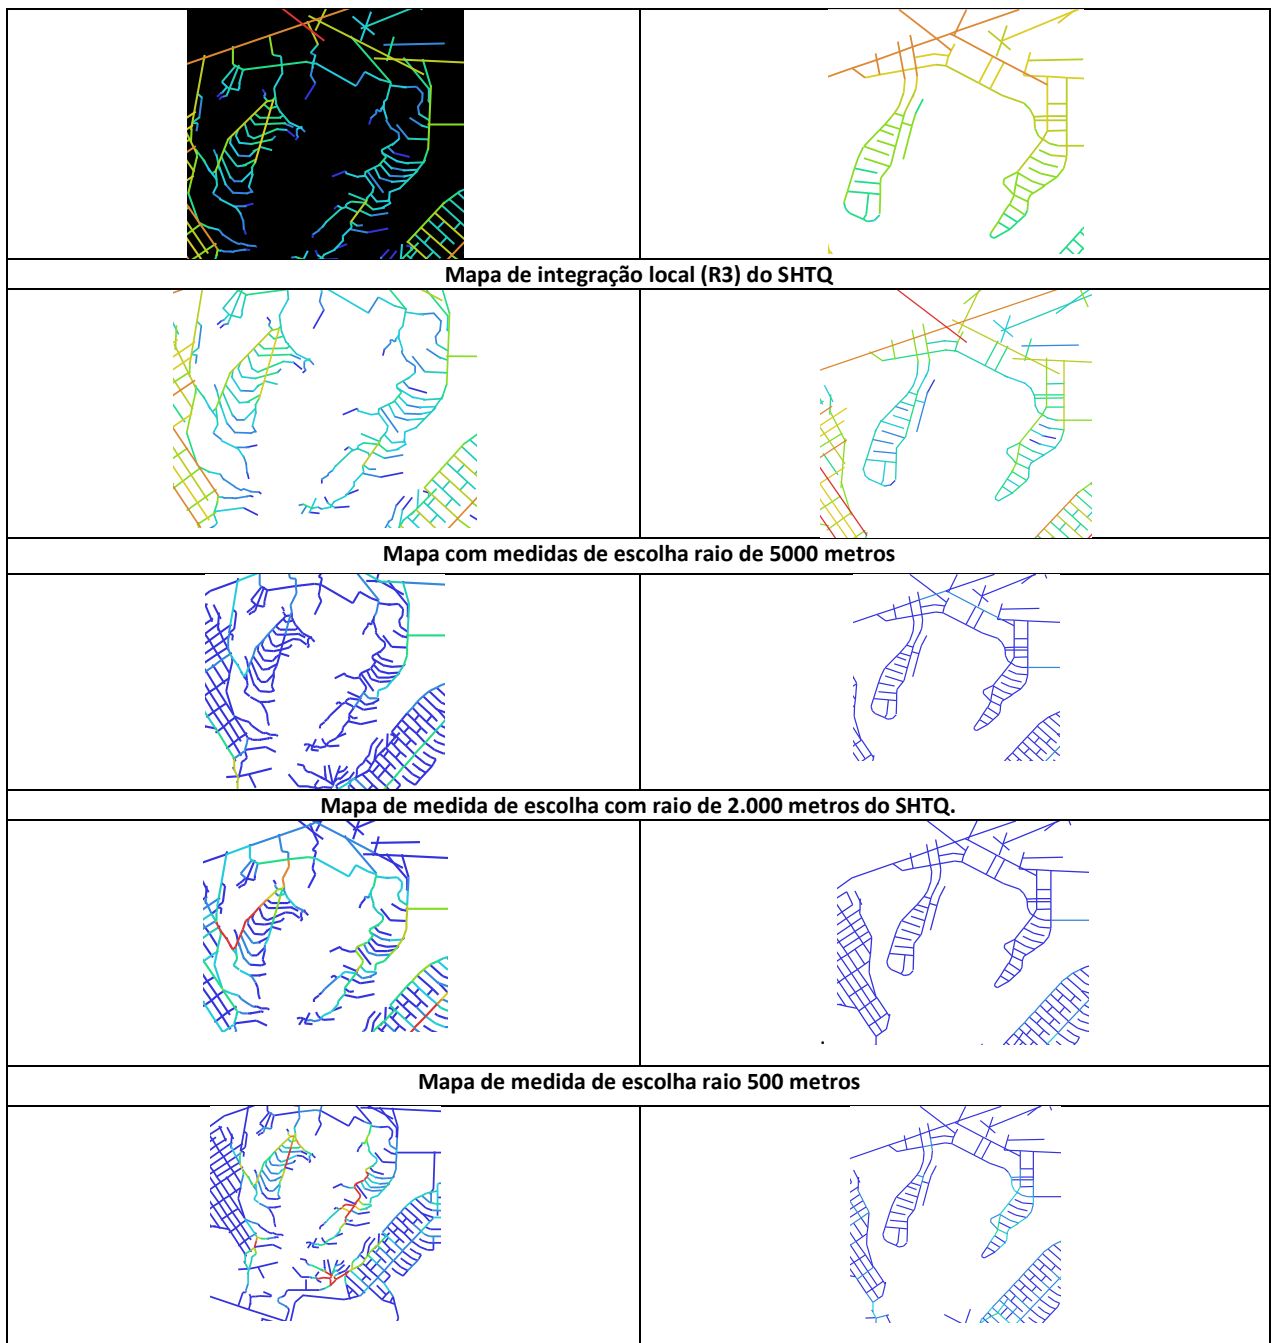 Mapa de integração local (R3) do SHTQ
Mapa com medidas de escolha raio de 5000 metros
Mapa de medida de escolha com raio de 2.000 metros do SHTQ.
.
Mapa de medida de escolha raio 500 metros